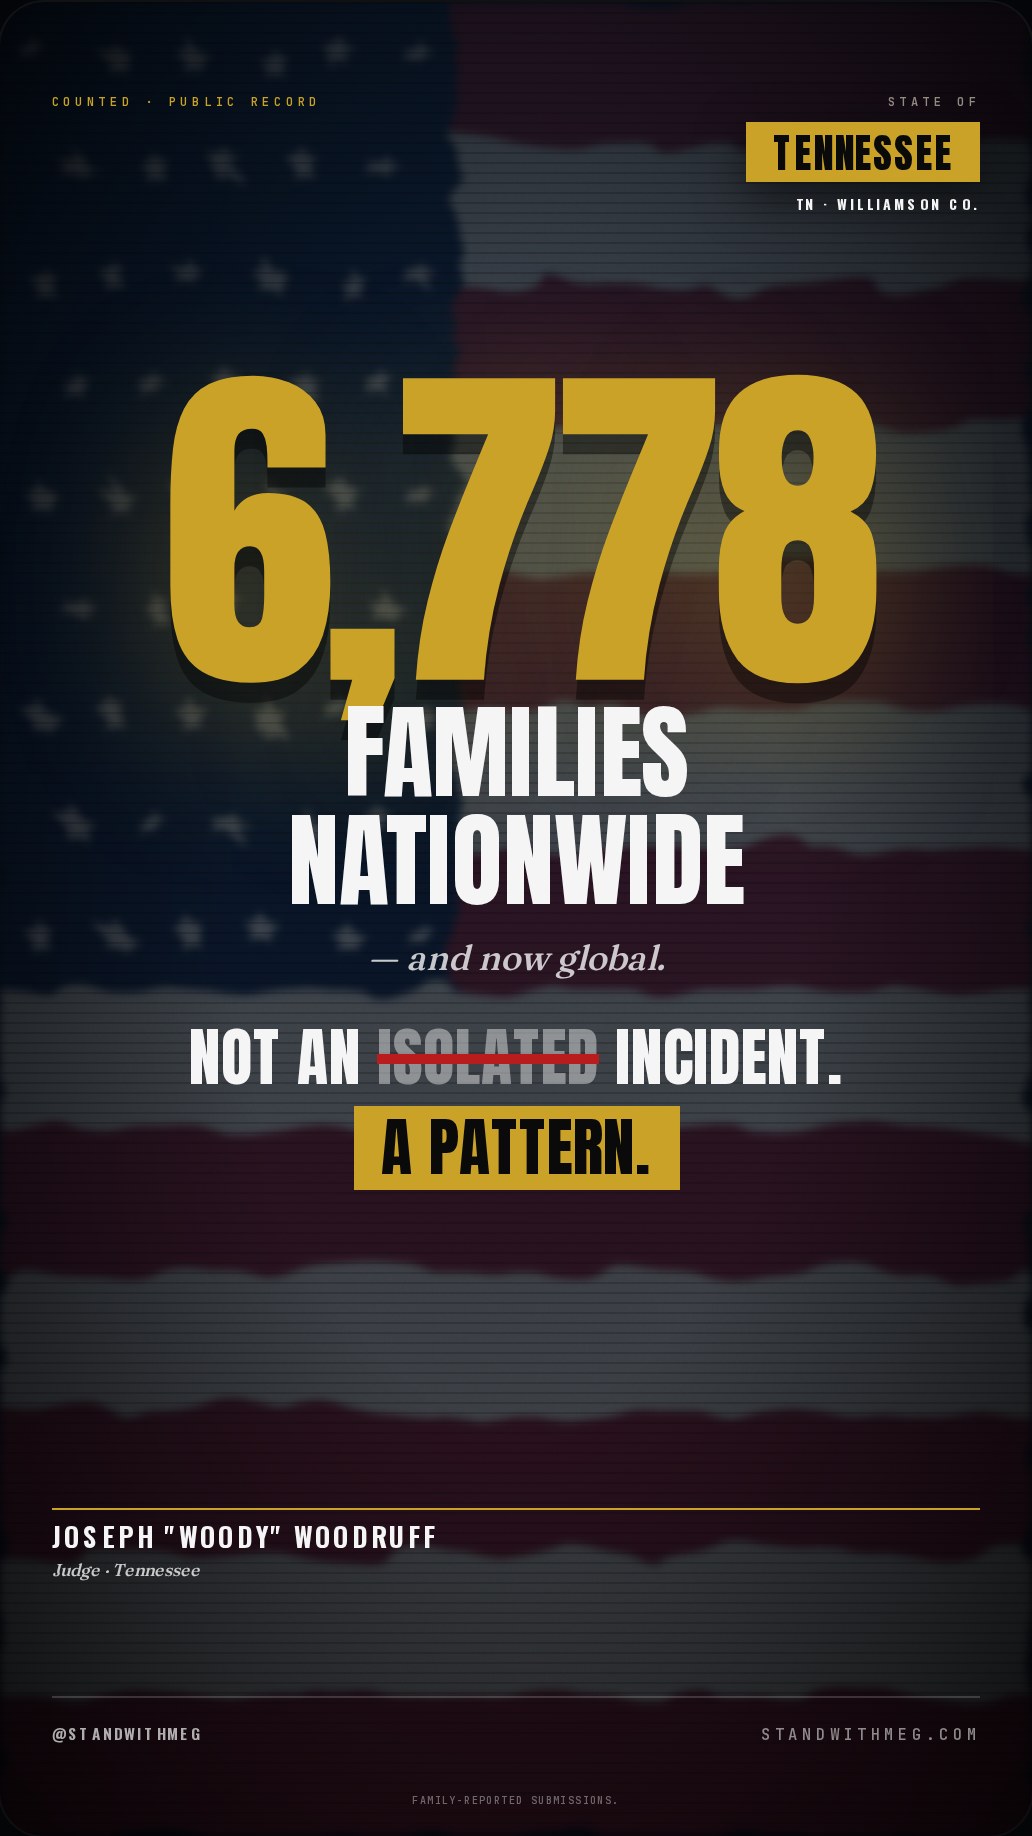 COUNTED · PUBLIC RECORD
STATE OF
TENNESSEE
TN · WILLIAMSON CO.
6,778
FAMILIES
NATIONWIDE
— and now global.
NOT AN ISOLATED INCIDENT.
A PATTERN.
JOSEPH "WOODY" WOODRUFF
Judge · Tennessee
@STANDWITHMEG
STANDWITHMEG.COM
FAMILY-REPORTED SUBMISSIONS.